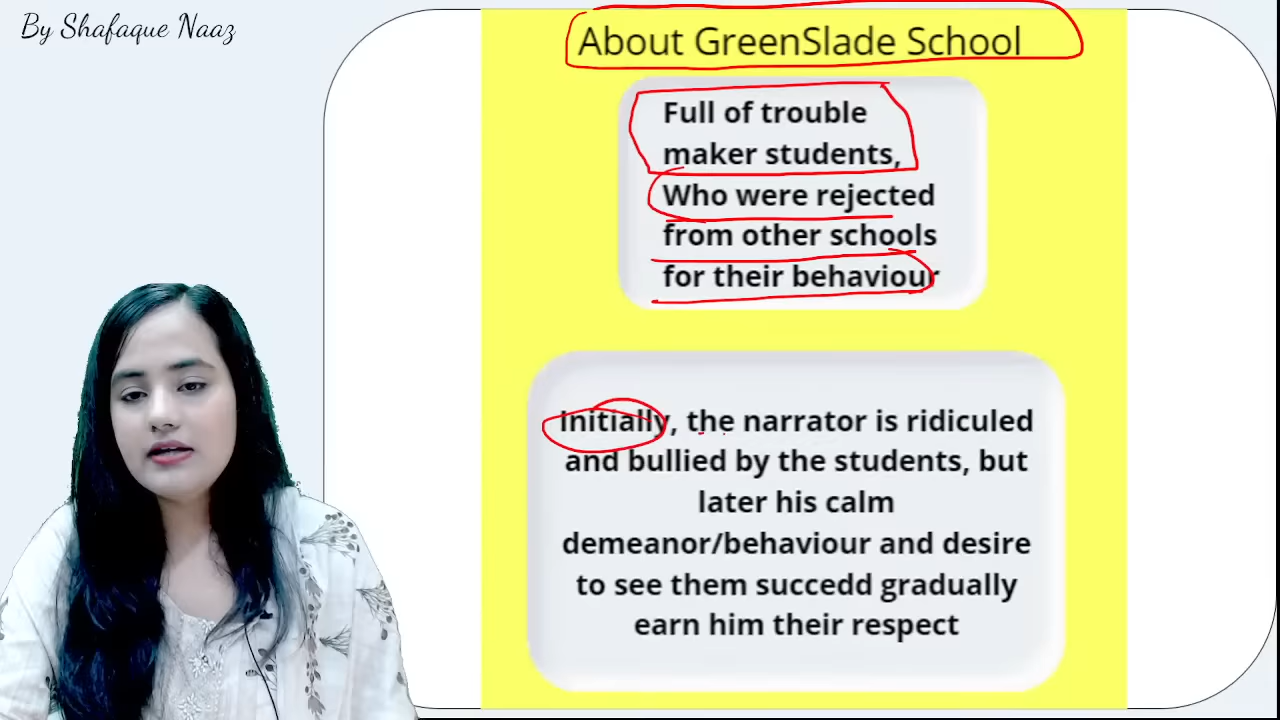 By Shafaque Naaz
About GreenSlade School
Full of trouble
maker students,
Who were rejected
from other schools
for their behaviour
Initially, the narrator is ridiculed
and bullied by the students, but
later his calm
demeanor/behaviour and desire
to see them succedd gradually
earn him their respect